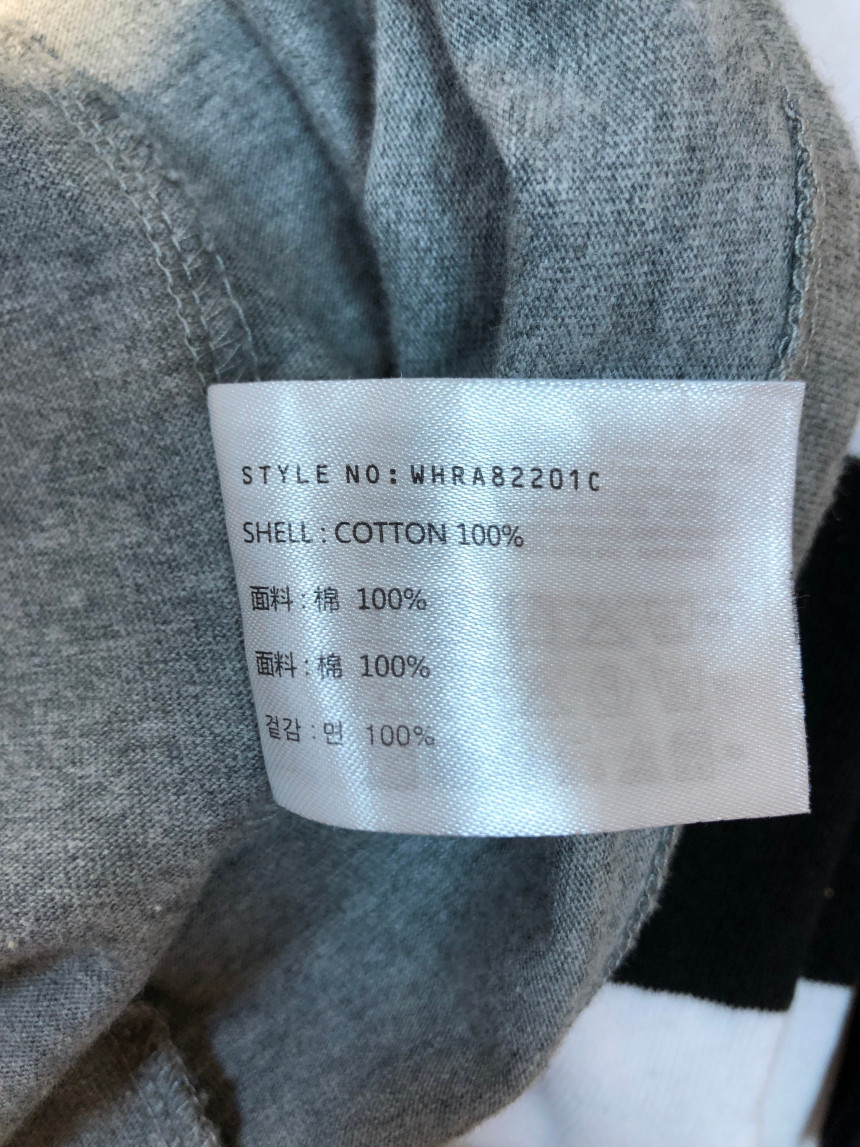 STYLE NO: WHRA82201C
SHELL : COTTON 100%
面料 : 棉 100%
面料 : 棉 100%
겉감 : 면 100%